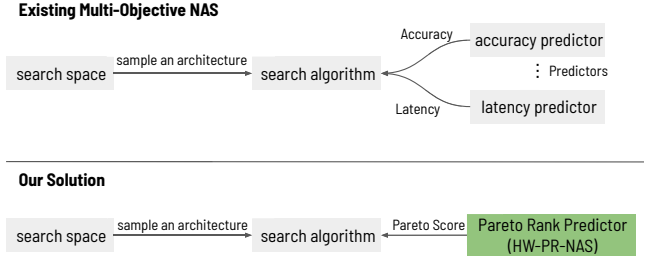 Existing Multi-Objective NAS
search space
sample an architecture
search algorithm
Accuracy
accuracy predictor
Predictors
Latency
latency predictor
Our Solution
search space
sample an architecture
search algorithm
Pareto Score
Pareto Rank Predictor
(HW-PR-NAS)